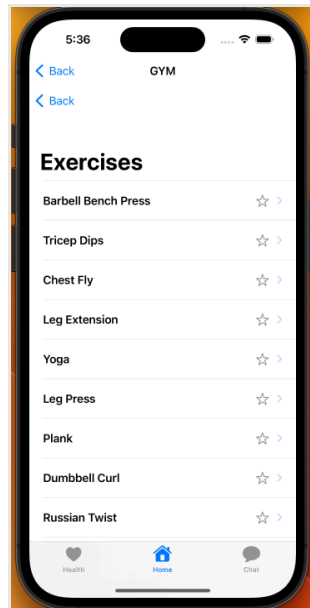 5:36
Back GYM
Back
Exercises
Barbell Bench Press
Tricep Dips
Chest Fly
Leg Extension
Yoga
Leg Press
Plank
Dumbbell Curl
Russian Twist
Health Home Chat